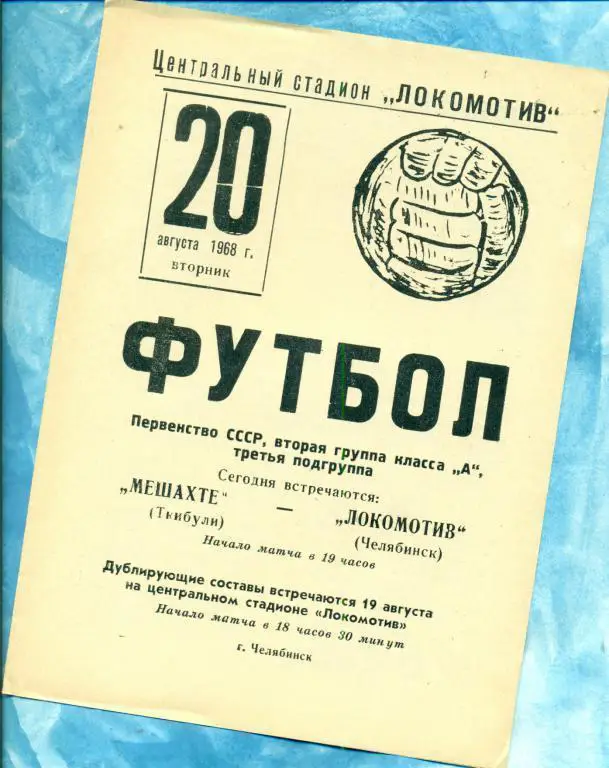 Центральный стадион „ЛОКОМОТИВ“
20
августа 1968 г.
вторник
ФУТБОЛ
Первенство СССР, вторая группа класса „А“,
третья подгруппа
Сегодня встречаются:
„МЕШАХТЕ“ — „ЛОКОМОТИВ“
(Ткибули) (Челябинск)
Начало матча в 19 часов
Дублирующие составы встречаются 19 августа
на центральном стадионе «Локомотив»
Начало матча в 18 часов 30 минут
г. Челябинск